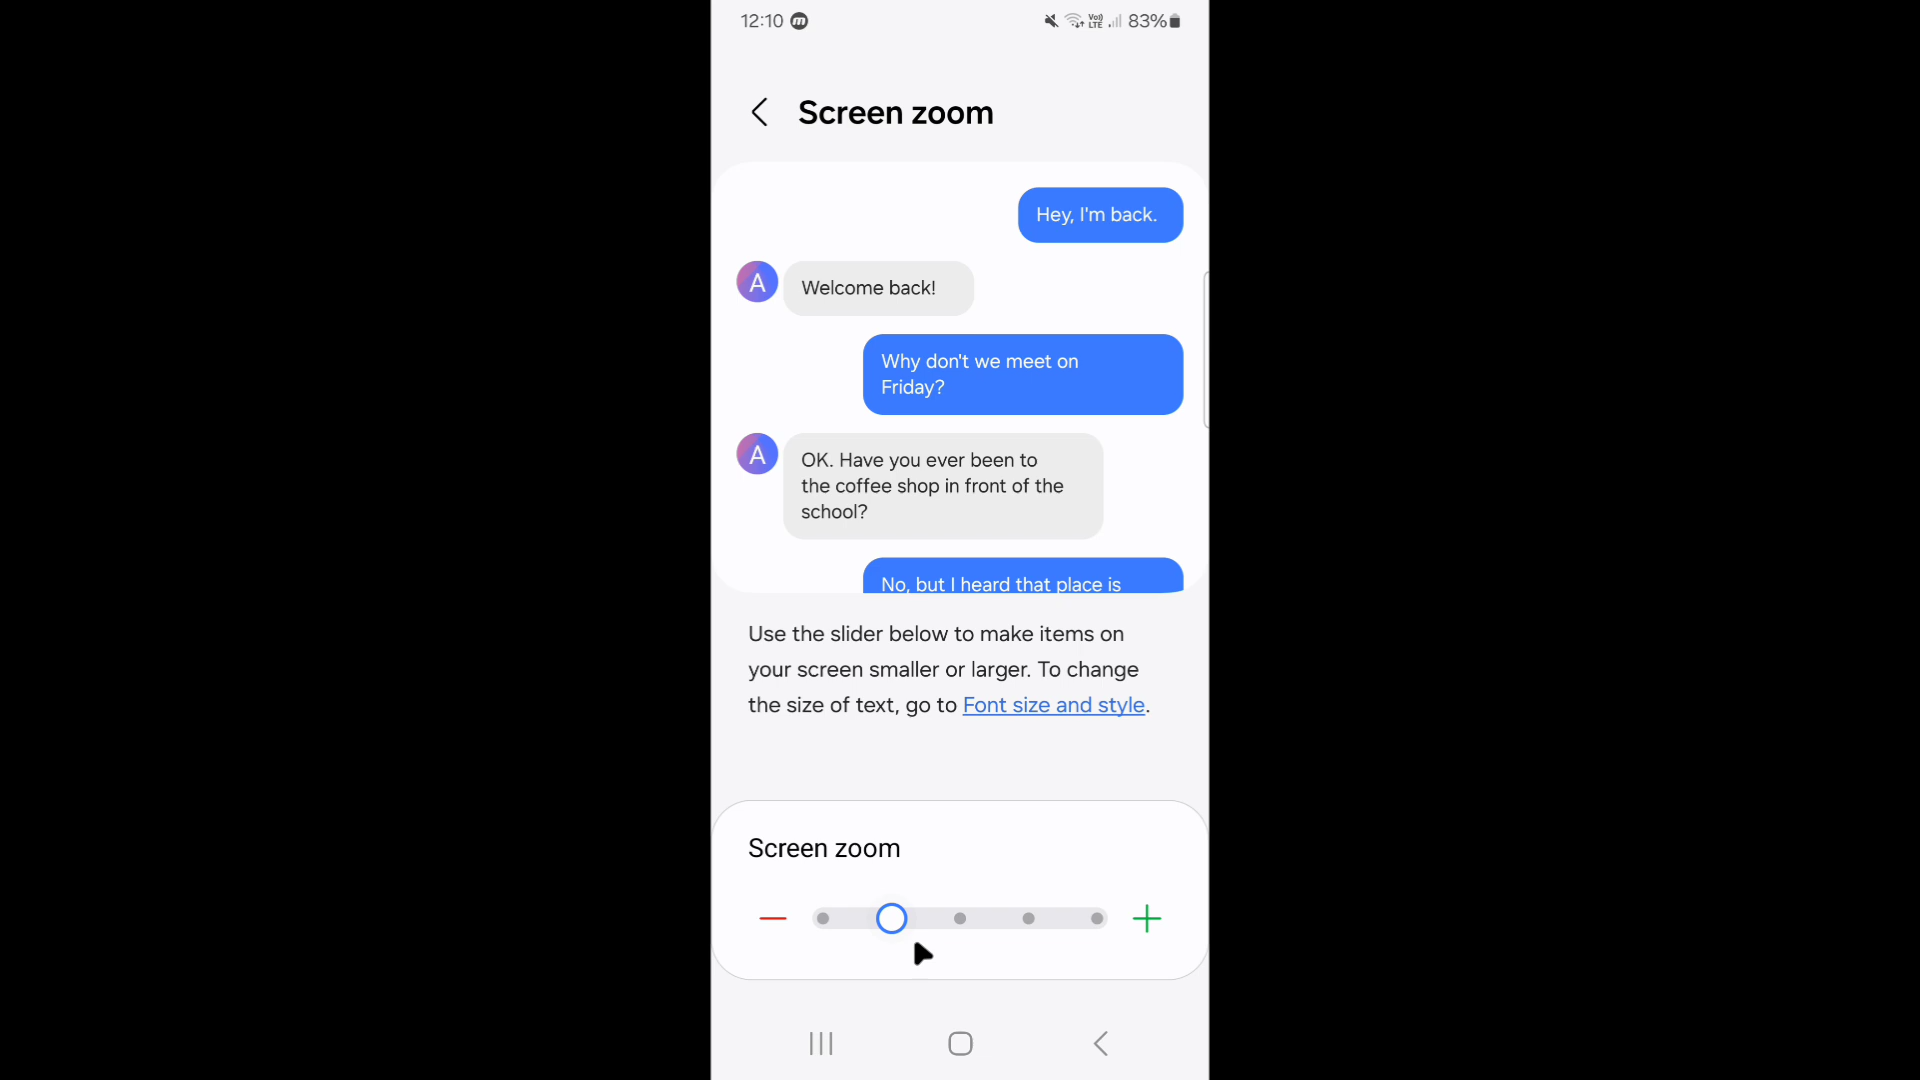 12:10 m Vo)) LTE 83%
Screen zoom
Hey, I'm back.
A
Welcome back!
Why don't we meet on
Friday?
A
OK. Have you ever been to
the coffee shop in front of the
school?
No, but I heard that place is
Use the slider below to make items on
your screen smaller or larger. To change
the size of text, go to Font size and style.
Screen zoom